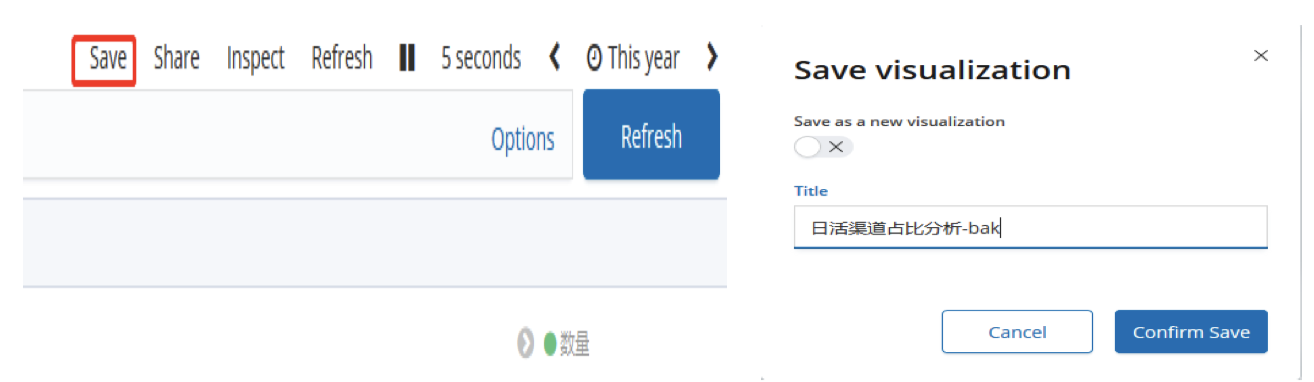 Save Share Inspect Refresh 5 seconds This year
Options Refresh
数量
Save visualization
Save as a new visualization
Title
日活渠道占比分析-bak
Cancel Confirm Save